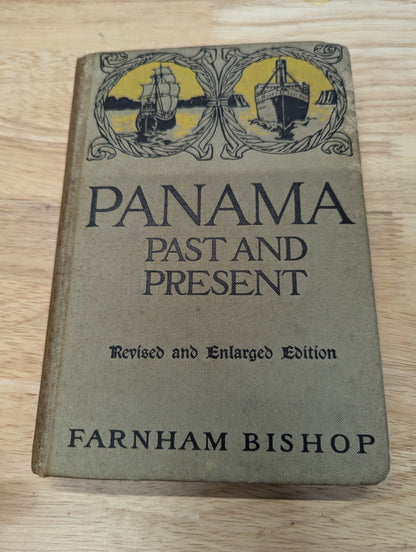 PANAMA
PAST AND
PRESENT
Revised and Enlarged Edition
FARNHAM BISHOP